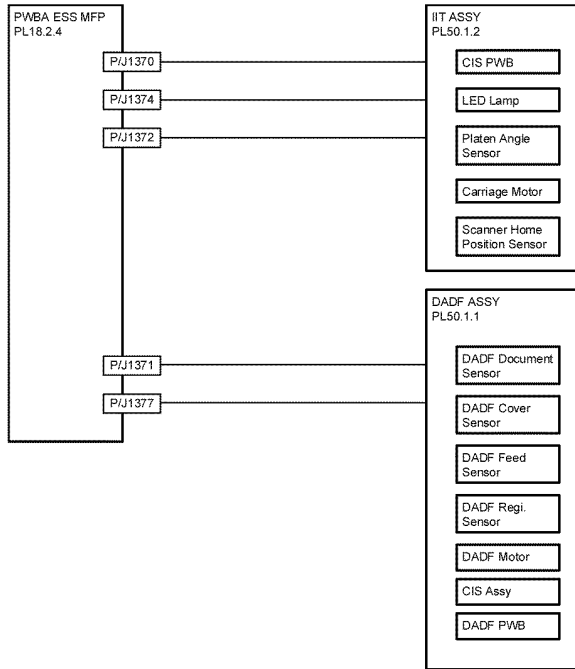 PWBA ESS MFP
PL18.2.4
P/J1370
P/J1374
P/J1372
P/J1371
P/J1377
IIT ASSY
PL50.1.2
CIS PWB
LED Lamp
Platen Angle
Sensor
Carriage Motor
Scanner Home
Position Sensor
DADF ASSY
PL50.1.1
DADF Document
Sensor
DADF Cover
Sensor
DADF Feed
Sensor
DADF Regi.
Sensor
DADF Motor
CIS Assy
DADF PWB